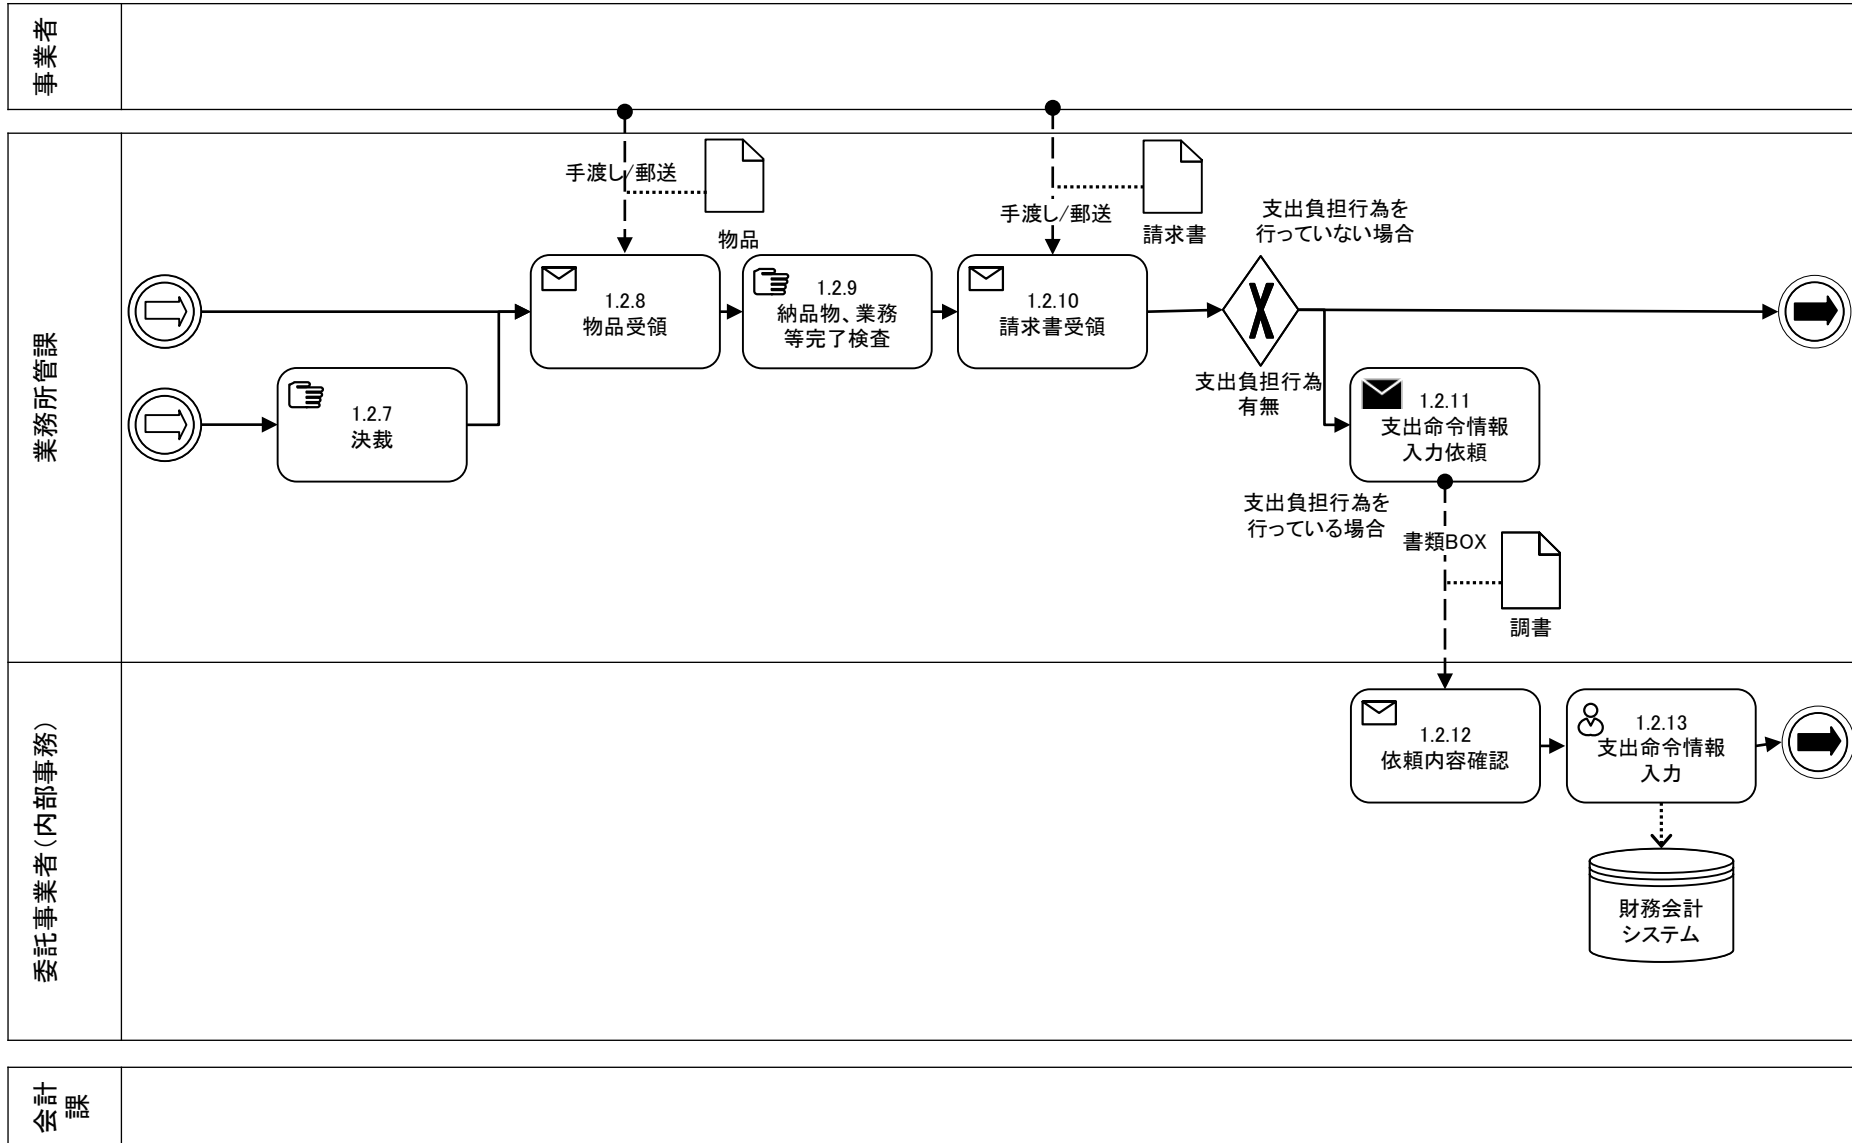 事業者
手渡し/郵送
物品
手渡し/郵送
請求書
支出負担行為を
行っていない場合
業務所管課
1.2.8
物品受領
1.2.9
納品物、業務
等完了検査
1.2.10
請求書受領
支出負担行為
有無
1.2.7
決裁
1.2.11
支出命令情報
入力依頼
支出負担行為を
行っている場合
書類BOX
調書
委託事業者(内部事務)
1.2.12
依頼内容確認
1.2.13
支出命令情報
入力
財務会計
システム
会計
課